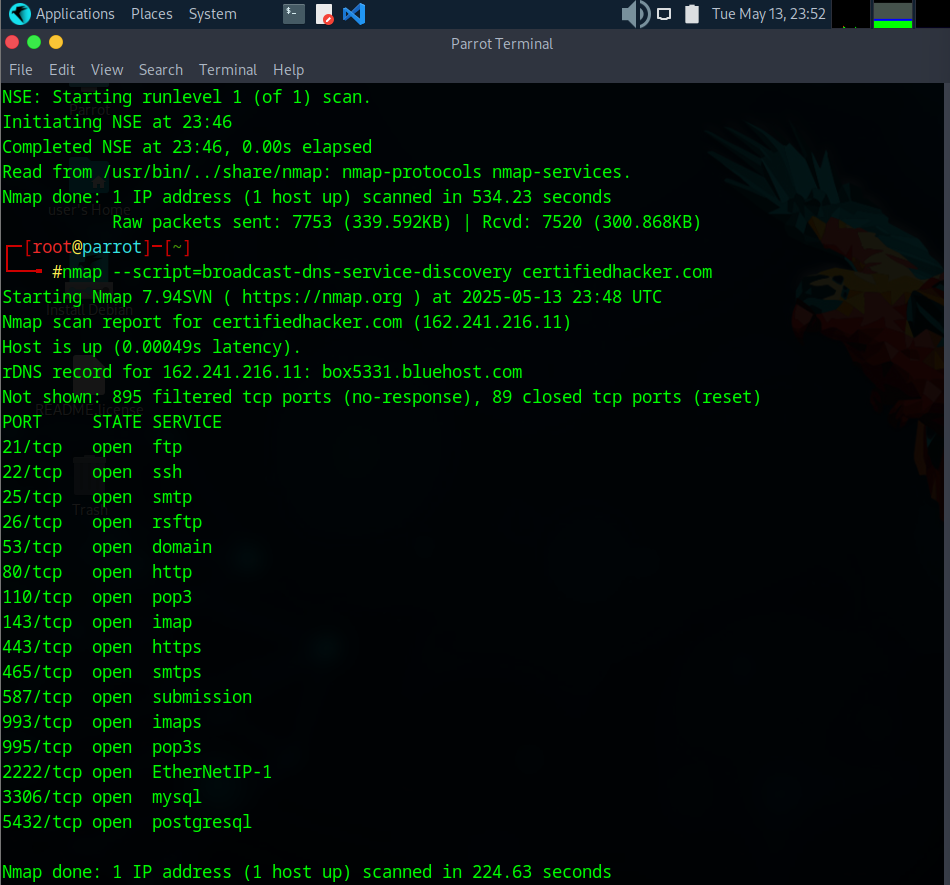 Applications Places System Tue May 13, 23:52
Parrot Terminal
File Edit View Search Terminal Help
NSE: Starting runlevel 1 (of 1) scan.
Initiating NSE at 23:46
Completed NSE at 23:46, 0.00s elapsed
Read from /usr/bin/../share/nmap: nmap-protocols nmap-services.
Nmap done: 1 IP address (1 host up) scanned in 534.23 seconds
user's Home
Raw packets sent: 7753 (339.592KB) | Rcvd: 7520 (300.868KB)
[root@parrot]─[~]
#nmap --script=broadcast-dns-service-discovery certifiedhacker.com
Starting Nmap 7.94SVN ( https://nmap.org ) at 2025-05-13 23:48 UTC
Install Debian
Nmap scan report for certifiedhacker.com (162.241.216.11)
Host is up (0.00049s latency).
rDNS record for 162.241.216.11: box5331.bluehost.com
Not shown: 895 filtered tcp ports (no-response), 89 closed tcp ports (reset)
README.license
PORT STATE SERVICE
21/tcp open ftp
22/tcp open ssh
25/tcp open smtp
Trash
26/tcp open rsftp
53/tcp open domain
80/tcp open http
110/tcp open pop3
143/tcp open imap
443/tcp open https
465/tcp open smtps
587/tcp open submission
993/tcp open imaps
995/tcp open pop3s
2222/tcp open EtherNetIP-1
3306/tcp open mysql
5432/tcp open postgresql
Nmap done: 1 IP address (1 host up) scanned in 224.63 seconds